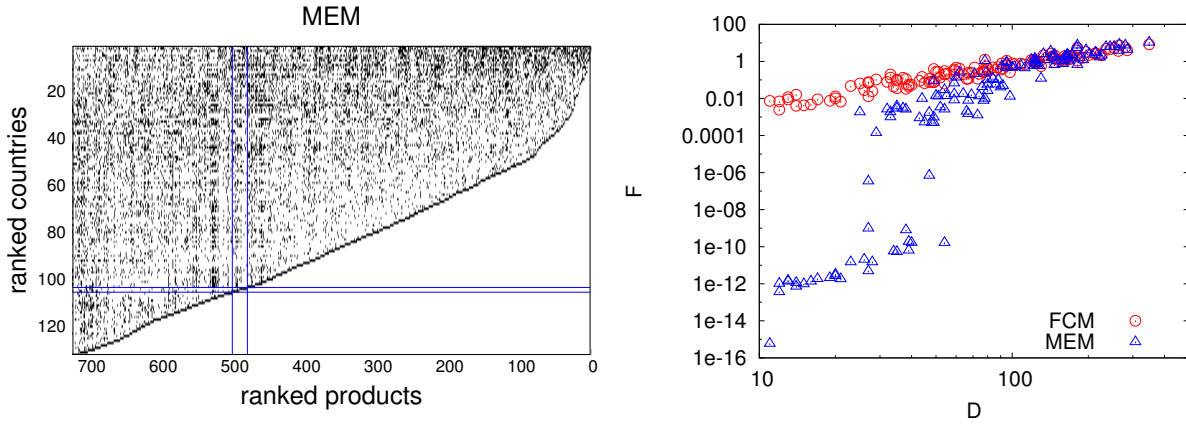 MEM
ranked countries
20
40
60
80
100
120
700
600
500
400
300
200
100
0
ranked products
F
100
1
0.01
0.0001
1e-06
1e-08
1e-10
1e-12
1e-14
1e-16
10
100
D
FCM
MEM